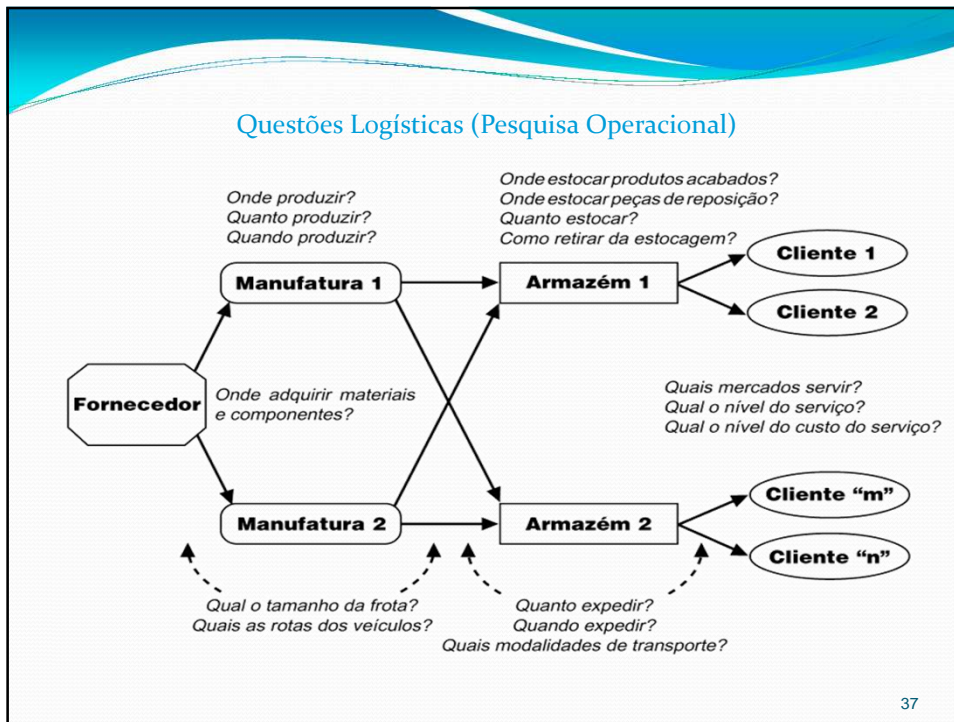 Questões Logísticas (Pesquisa Operacional)
Onde produzir?
Quanto produzir?
Quando produzir?
Onde estocar produtos acabados?
Onde estocar peças de reposição?
Quanto estocar?
Como retirar da estocagem?
Manufatura 1
Armazém 1
Cliente 1
Cliente 2
Fornecedor
Onde adquirir materiais
e componentes?
Quais mercados servir?
Qual o nível do serviço?
Qual o nível do custo do serviço?
Manufatura 2
Armazém 2
Cliente “m”
Cliente “n”
Qual o tamanho da frota?
Quais as rotas dos veículos?
Quanto expedir?
Quando expedir?
Quais modalidades de transporte?
37